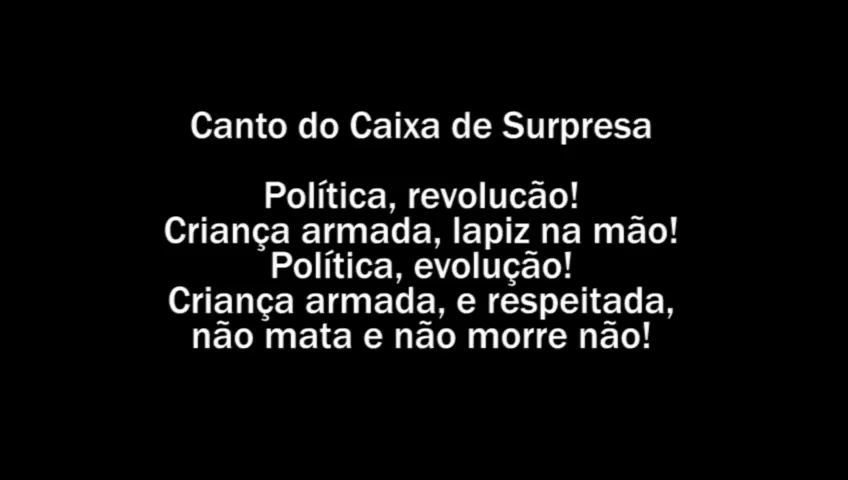 Canto do Caixa de Surpresa
Política, revolucão!
Criança armada, lapiz na mão!
Política, evolução!
Criança armada, e respeitada,
não mata e não morre não!